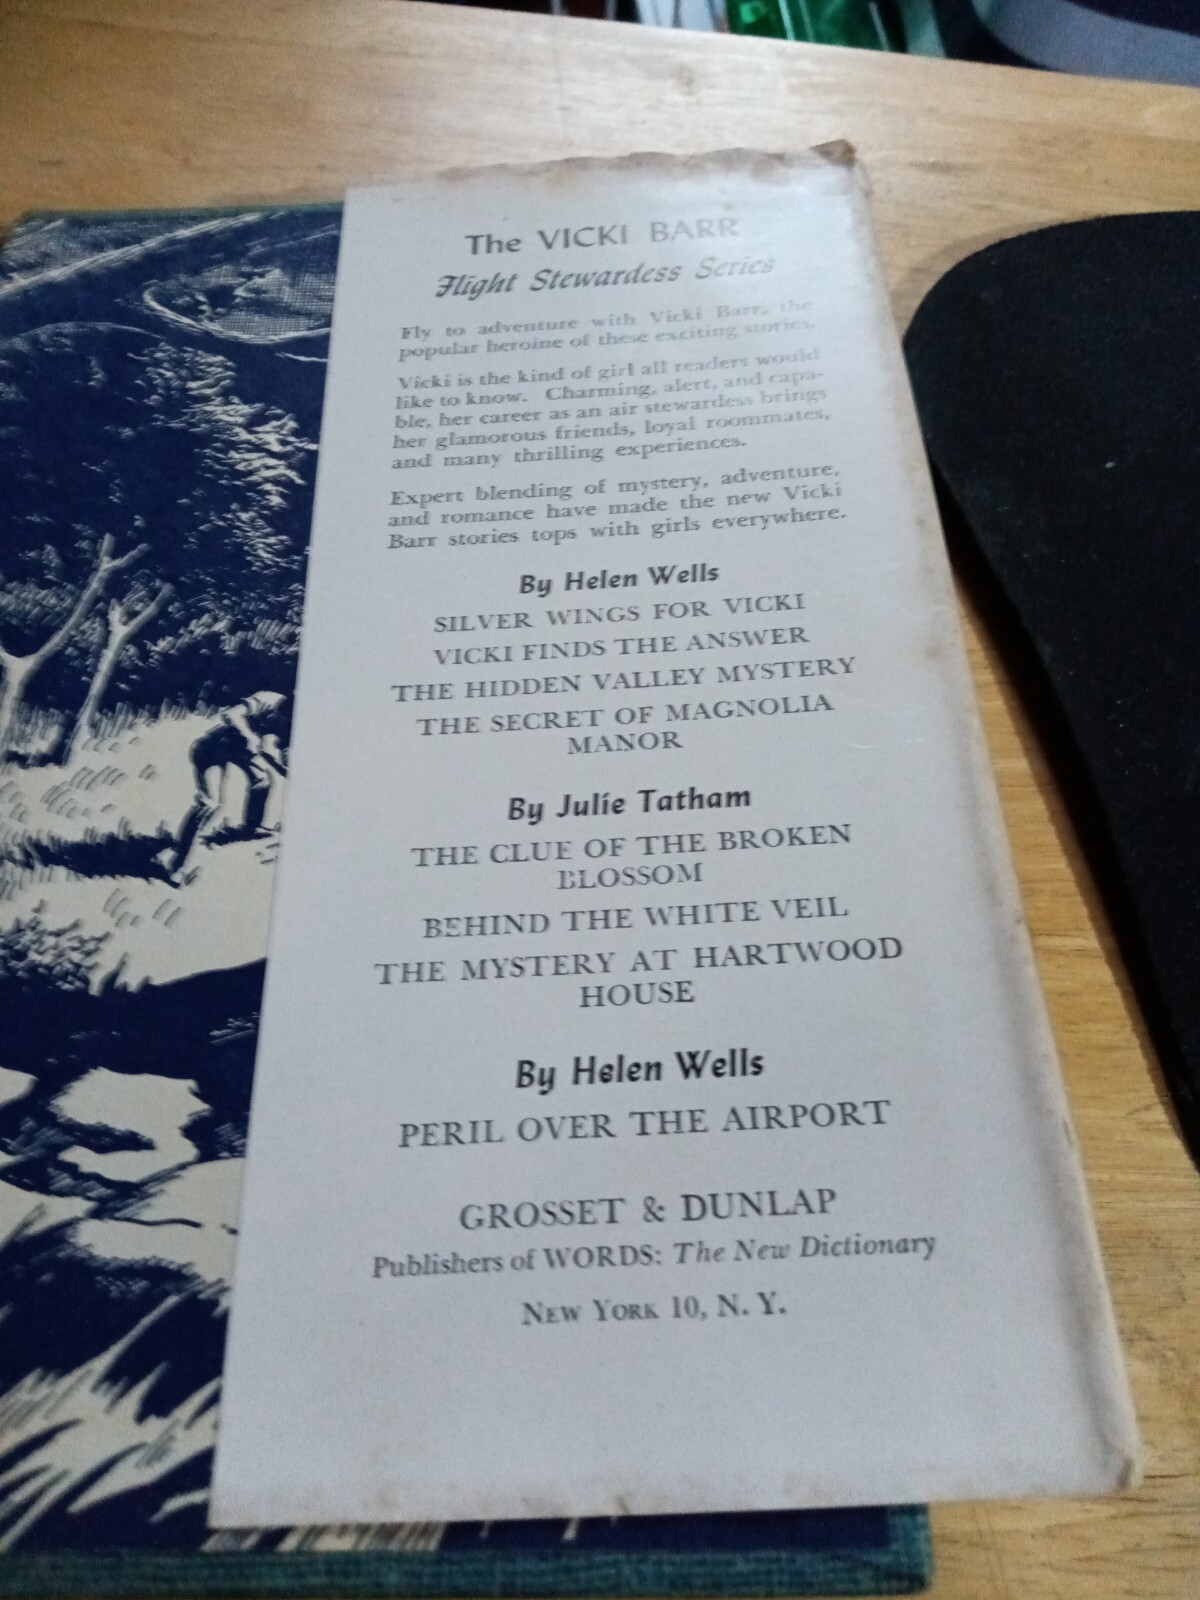 The VICKI BARR
Flight Stewardess Series
Fly to adventure with Vicki Barr, the
popular heroine of these exciting stories.
Vicki is the kind of girl all readers would
like to know. Charming, alert, and capa-
ble, her career as an air stewardess brings
her glamorous friends, loyal roommates,
and many thrilling experiences.
Expert blending of mystery, adventure,
and romance have made the new Vicki
Barr stories tops with girls everywhere.
By Helen Wells
SILVER WINGS FOR VICKI
VICKI FINDS THE ANSWER
THE HIDDEN VALLEY MYSTERY
THE SECRET OF MAGNOLIA
MANOR
By Julie Tatham
THE CLUE OF THE BROKEN
BLOSSOM
BEHIND THE WHITE VEIL
THE MYSTERY AT HARTWOOD
HOUSE
By Helen Wells
PERIL OVER THE AIRPORT
GROSSET & DUNLAP
Publishers of WORDS: The New Dictionary
NEW YORK 10, N. Y.